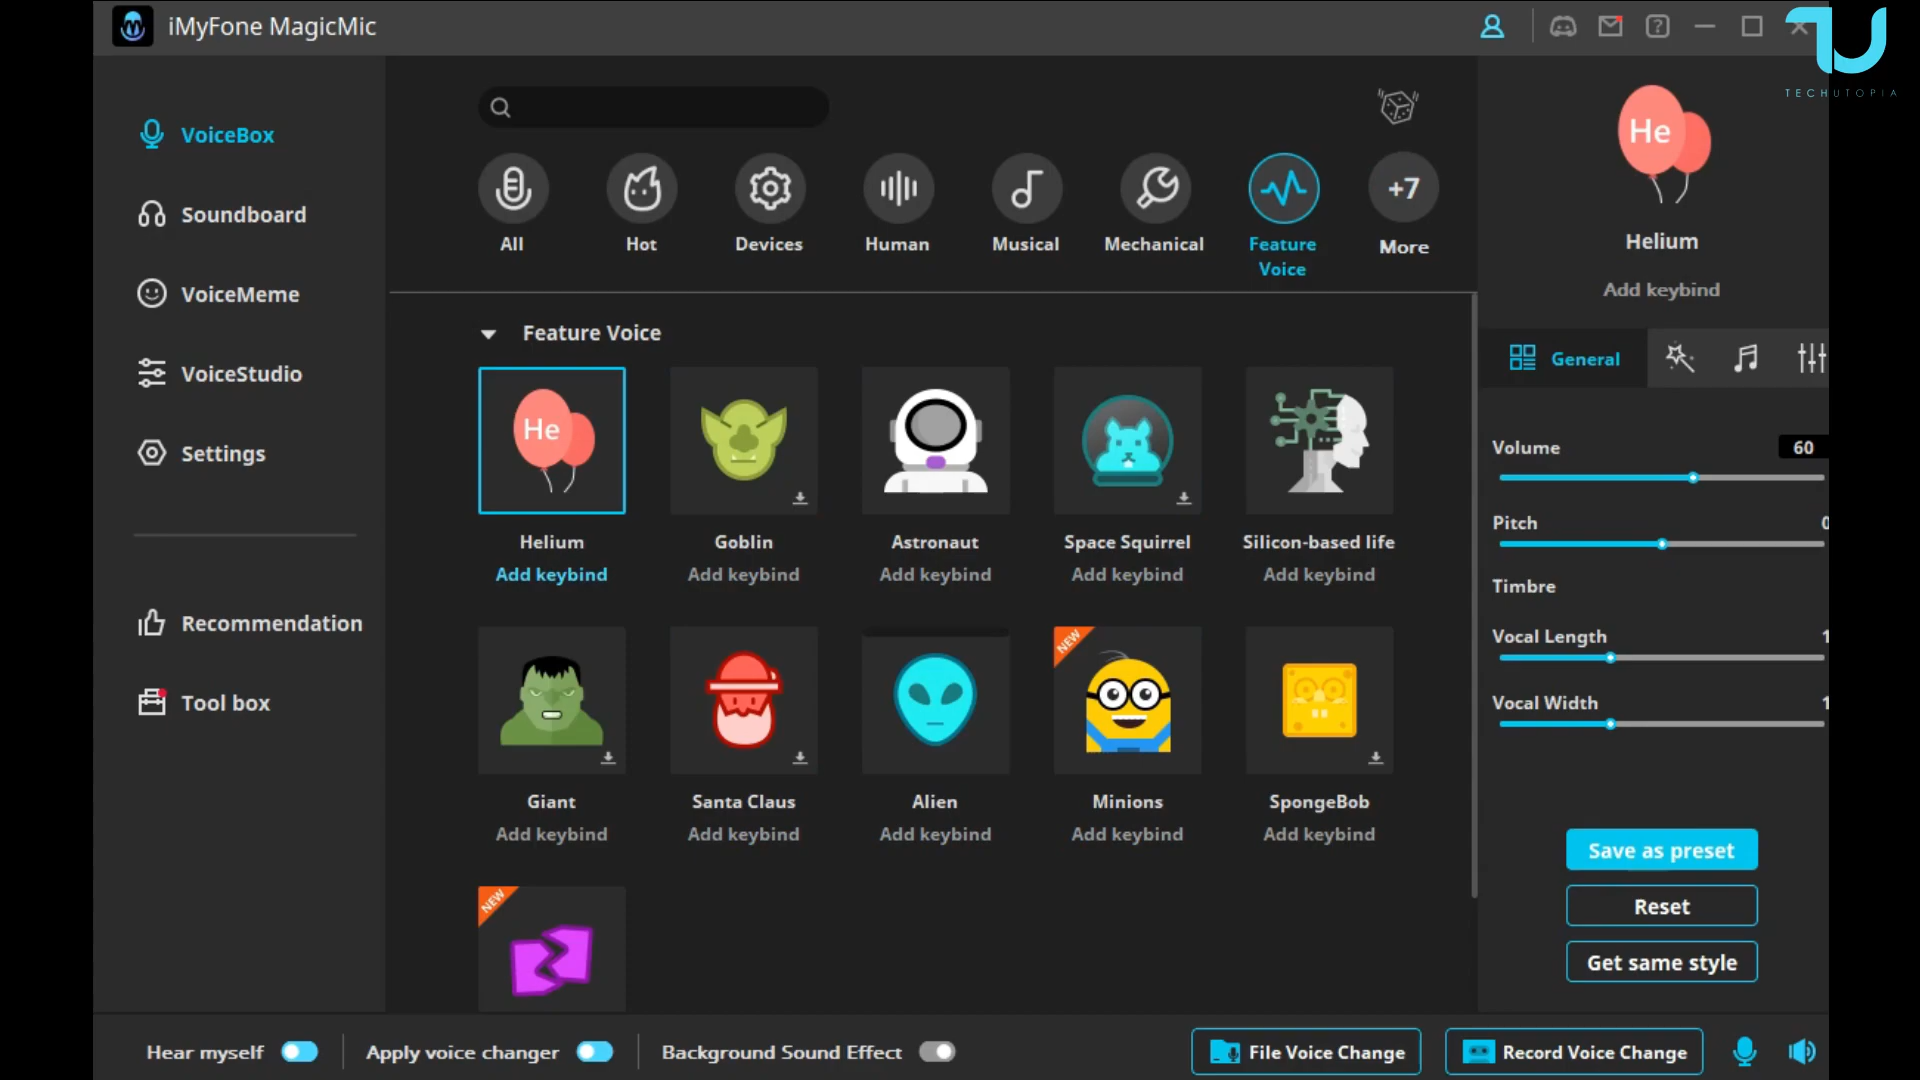 iMyFone MagicMic
TECHUTOPIA
VoiceBox
Soundboard
VoiceMeme
VoiceStudio
Settings
Recommendation
Tool box
All
Hot
Devices
Human
Musical
Mechanical
Feature
Voice
+7
More
Feature Voice
He
Helium
Add keybind
Goblin
Add keybind
Astronaut
Add keybind
Space Squirrel
Add keybind
Silicon-based life
Add keybind
Giant
Add keybind
Santa Claus
Add keybind
Alien
Add keybind
NEW
Minions
Add keybind
SpongeBob
Add keybind
NEW
He
Helium
Add keybind
General
Volume 60
Pitch 0
Timbre
Vocal Length 1
Vocal Width 1
Save as preset
Reset
Get same style
Hear myself
Apply voice changer
Background Sound Effect
File Voice Change
Record Voice Change